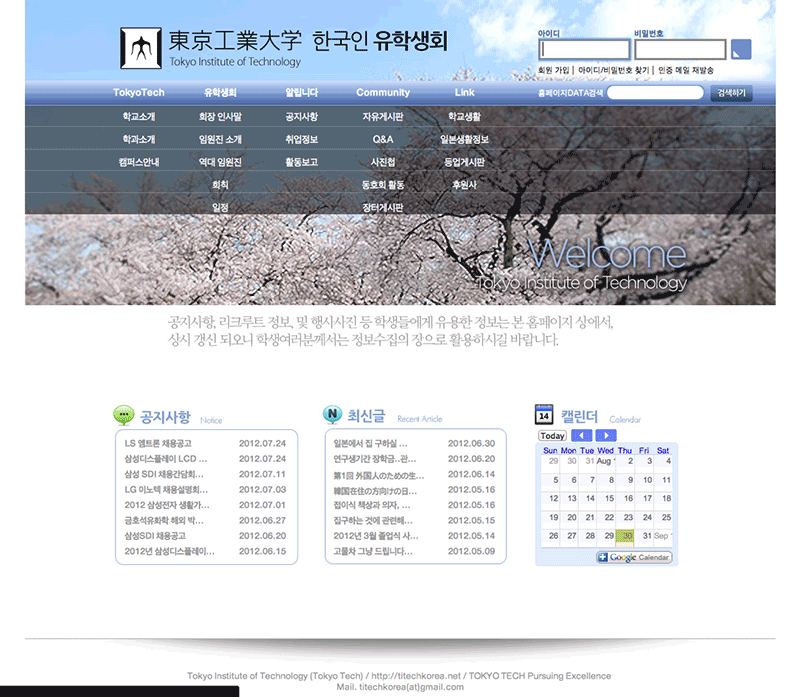 東京工業大学 한국인 유학생회
Tokyo Institute of Technology
아이디 비밀번호
회원 가입 | 아이디/비밀번호 찾기 | 인증 메일 재발송
TokyoTech 유학생회 알립니다 Community Link 홈페이지DATA검색 검색하기
학교소개 회장 인사말 공지사항 자유게시판 학교생활
학과소개 임원진 소개 취업정보 Q&A 일본생활정보
캠퍼스안내 역대 임원진 활동보고 사진첩 등업게시판
회칙 동호회 활동 후원사
일정 장터게시판
Welcome
Tokyo Institute of Technology
공지사항, 리크루트 정보, 및 행사사진 등 학생들에게 유용한 정보는 본 홈페이지 상에서,
상시 갱신 되오니 학생여러분께서는 정보수집의 장으로 활용하시길 바랍니다.
공지사항 Notice
LS 엠트론 채용공고 2012.07.24
삼성디스플레이 LCD ... 2012.07.24
삼성 SDI 채용간담회... 2012.07.11
LG 이노텍 채용설명회... 2012.07.03
2012 삼성전자 생활가... 2012.07.01
금호석유화학 해외 박... 2012.06.27
삼성SDI 채용공고 2012.06.20
2012년 삼성디스플레이... 2012.06.15
N 최신글 Recent Article
일본에서 집 구하실 ... 2012.06.30
연구생기간 장학금..관... 2012.06.20
第1回 外国人のための生... 2012.06.14
韓国在住の方向けの日... 2012.06.16
접이식 책상과 의자, ... 2012.05.16
집구하는 것에 관련해... 2012.05.15
2012년 3월 졸업식 사... 2012.05.14
고물차 그냥 드립니다... 2012.05.09
14 캘린더 Calendar
Today
Sun Mon Tue Wed Thu Fri Sat
29 30 31 Aug 2 3 4
5 6 7 8 9 10 11
12 13 14 15 16 17 18
19 20 21 22 23 24 25
26 27 28 29 30 31 Sep
Google Calendar
Tokyo Institute of Technology (Tokyo Tech) / http://titechkorea.net / TOKYO TECH Pursuing Excellence
Mail. titechkorea(at)gmail.com